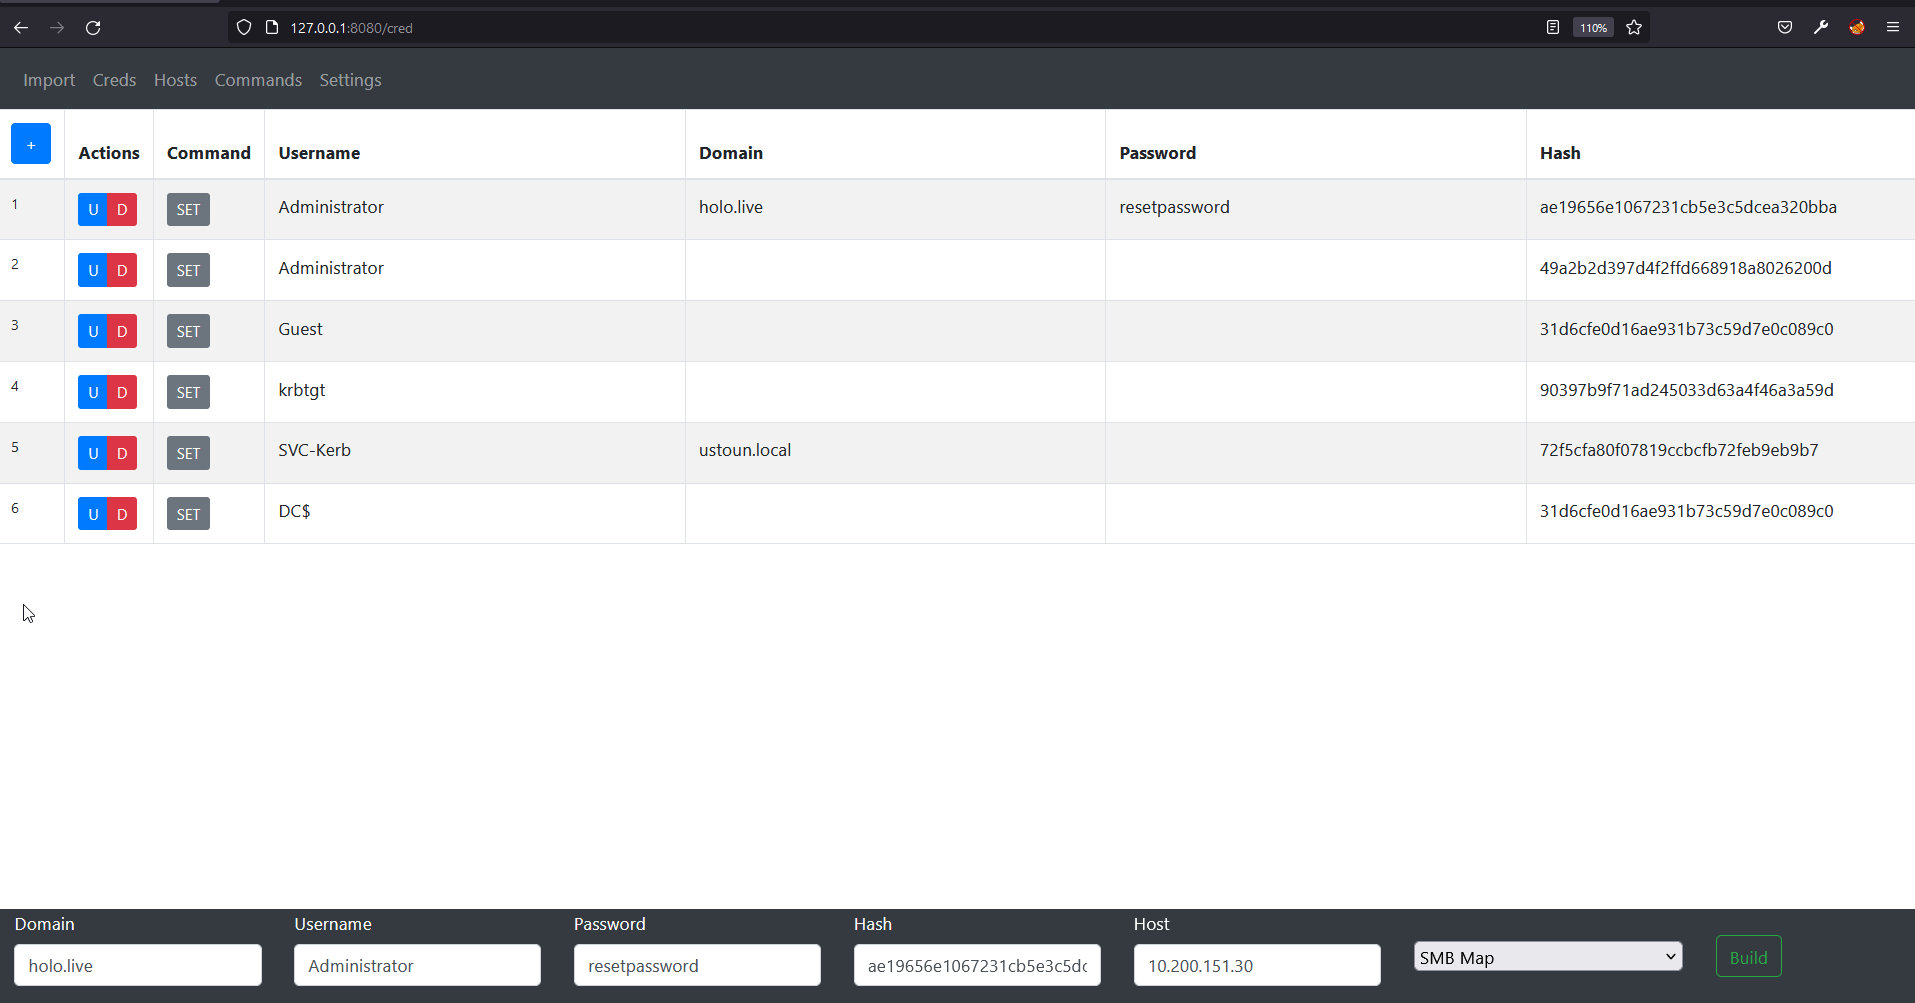 127.0.0.1:8080/cred 110%
Import Creds Hosts Commands Settings
+ Actions Command Username Domain Password Hash
1 U D SET Administrator holo.live resetpassword ae19656e1067231cb5e3c5dcea320bba
2 U D SET Administrator 49a2b2d397d4f2ffd668918a8026200d
3 U D SET Guest 31d6cfe0d16ae931b73c59d7e0c089c0
4 U D SET krbtgt 90397b9f71ad245033d63a4f46a3a59d
5 U D SET SVC-Kerb ustoun.local 72f5cfa80f07819ccbcfb72feb9eb9b7
6 U D SET DC$ 31d6cfe0d16ae931b73c59d7e0c089c0
Domain Username Password Hash Host
holo.live Administrator resetpassword ae19656e1067231cb5e3c5dc 10.200.151.30 SMB Map Build